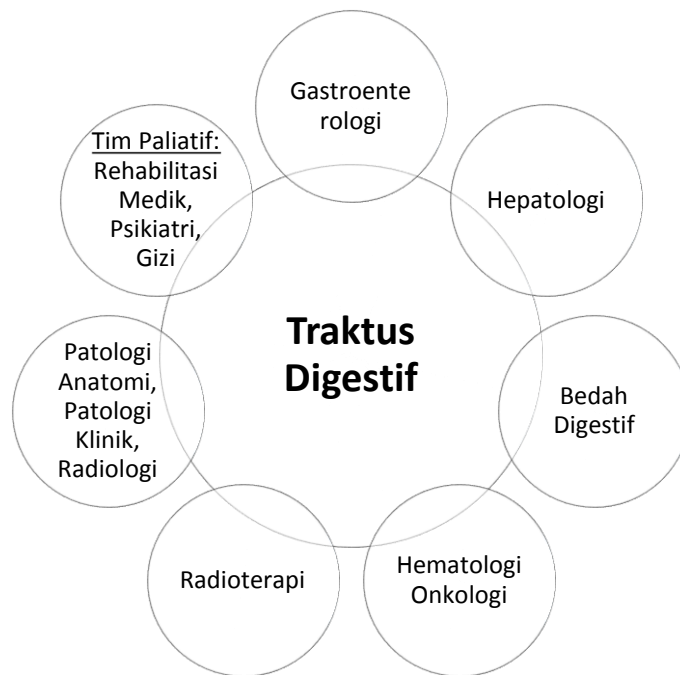 Gastroente
rologi
Tim Paliatif:
Rehabilitasi
Medik,
Psikiatri,
Gizi
Hepatologi
Traktus
Digestif
Patologi
Anatomi,
Patologi
Klinik,
Radiologi
Bedah
Digestif
Radioterapi
Hematologi
Onkologi